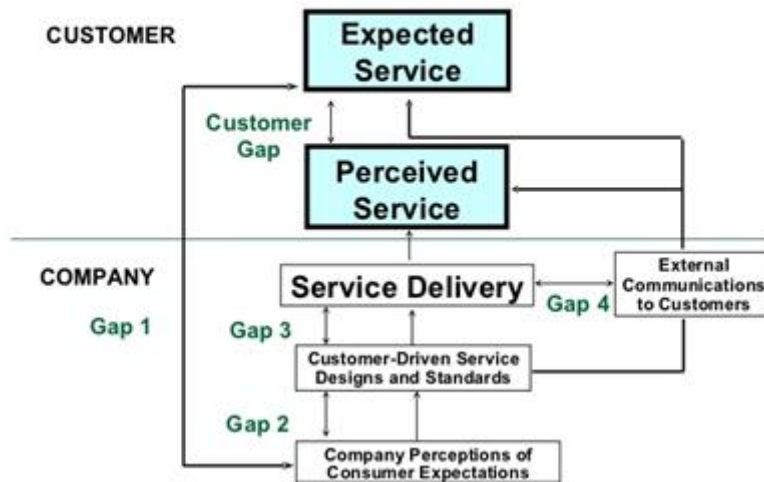 CUSTOMER
Expected
Service
Customer
Gap
Perceived
Service
COMPANY
Service Delivery
External
Communications
to Customers
Gap 4
Gap 1
Gap 3
Customer-Driven Service
Designs and Standards
Gap 2
Company Perceptions of
Consumer Expectations